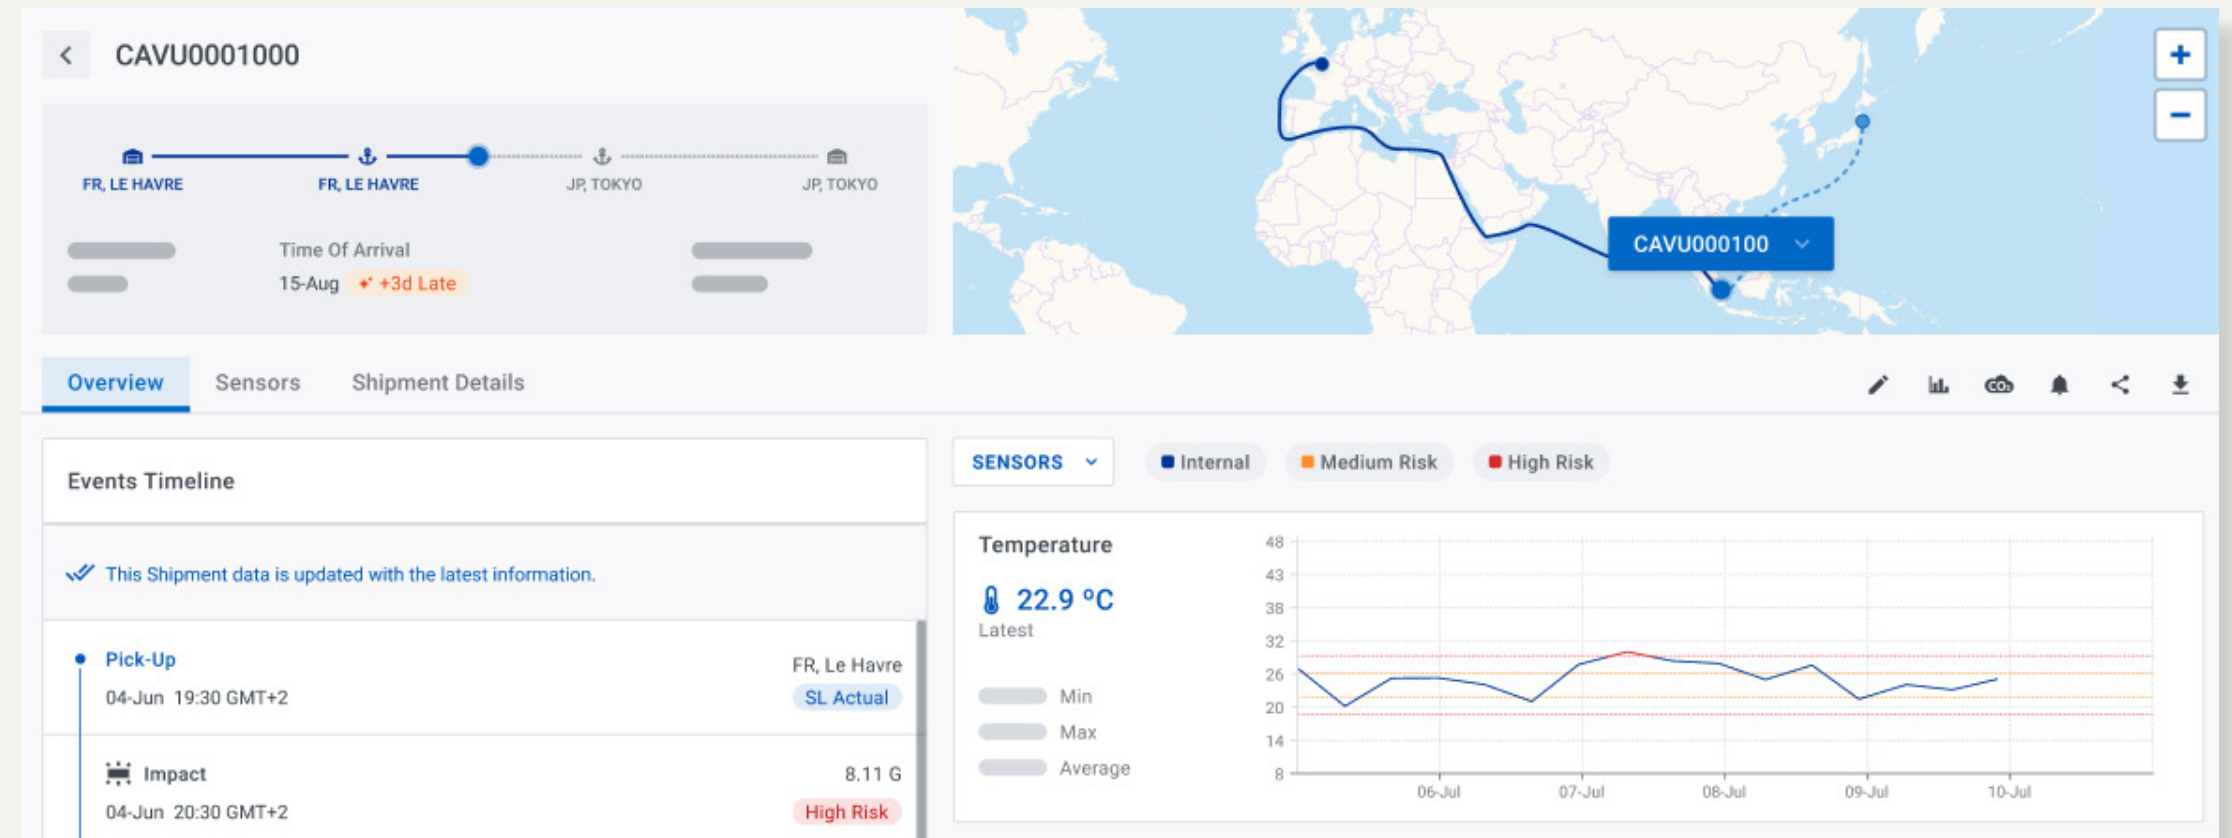 CAVU0001000
FR, LE HAVRE
FR, LE HAVRE
JP, TOKYO
JP, TOKYO
Time Of Arrival
15-Aug +3d Late
+
−
CAVU000100
Overview Sensors Shipment Details
CO₂
Events Timeline
This Shipment data is updated with the latest information.
Pick-Up
FR, Le Havre
04-Jun 19:30 GMT+2
SL Actual
Impact
8.11 G
04-Jun 20:30 GMT+2
High Risk
SENSORS
Internal
Medium Risk
High Risk
Temperature
22.9 ºC
Latest
Min
Max
Average
48
43
38
32
26
20
14
8
06-Jul 07-Jul 08-Jul 09-Jul 10-Jul